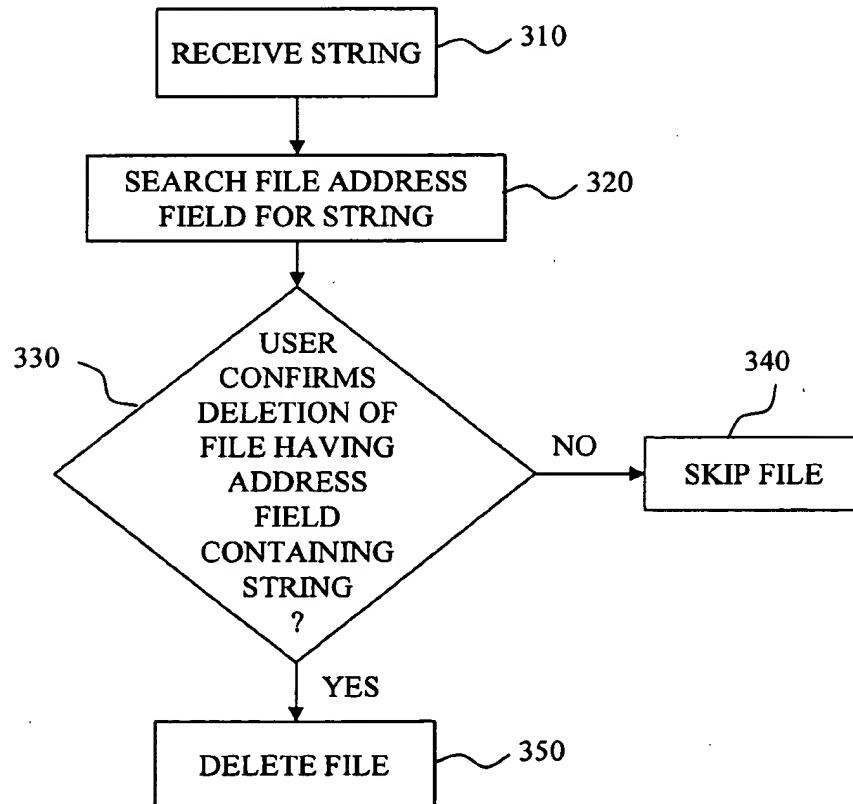 RECEIVE STRING
310
SEARCH FILE ADDRESS
FIELD FOR STRING
320
330
USER
CONFIRMS
DELETION OF
FILE HAVING
ADDRESS
FIELD
CONTAINING
STRING
?
NO
340
SKIP FILE
YES
DELETE FILE
350